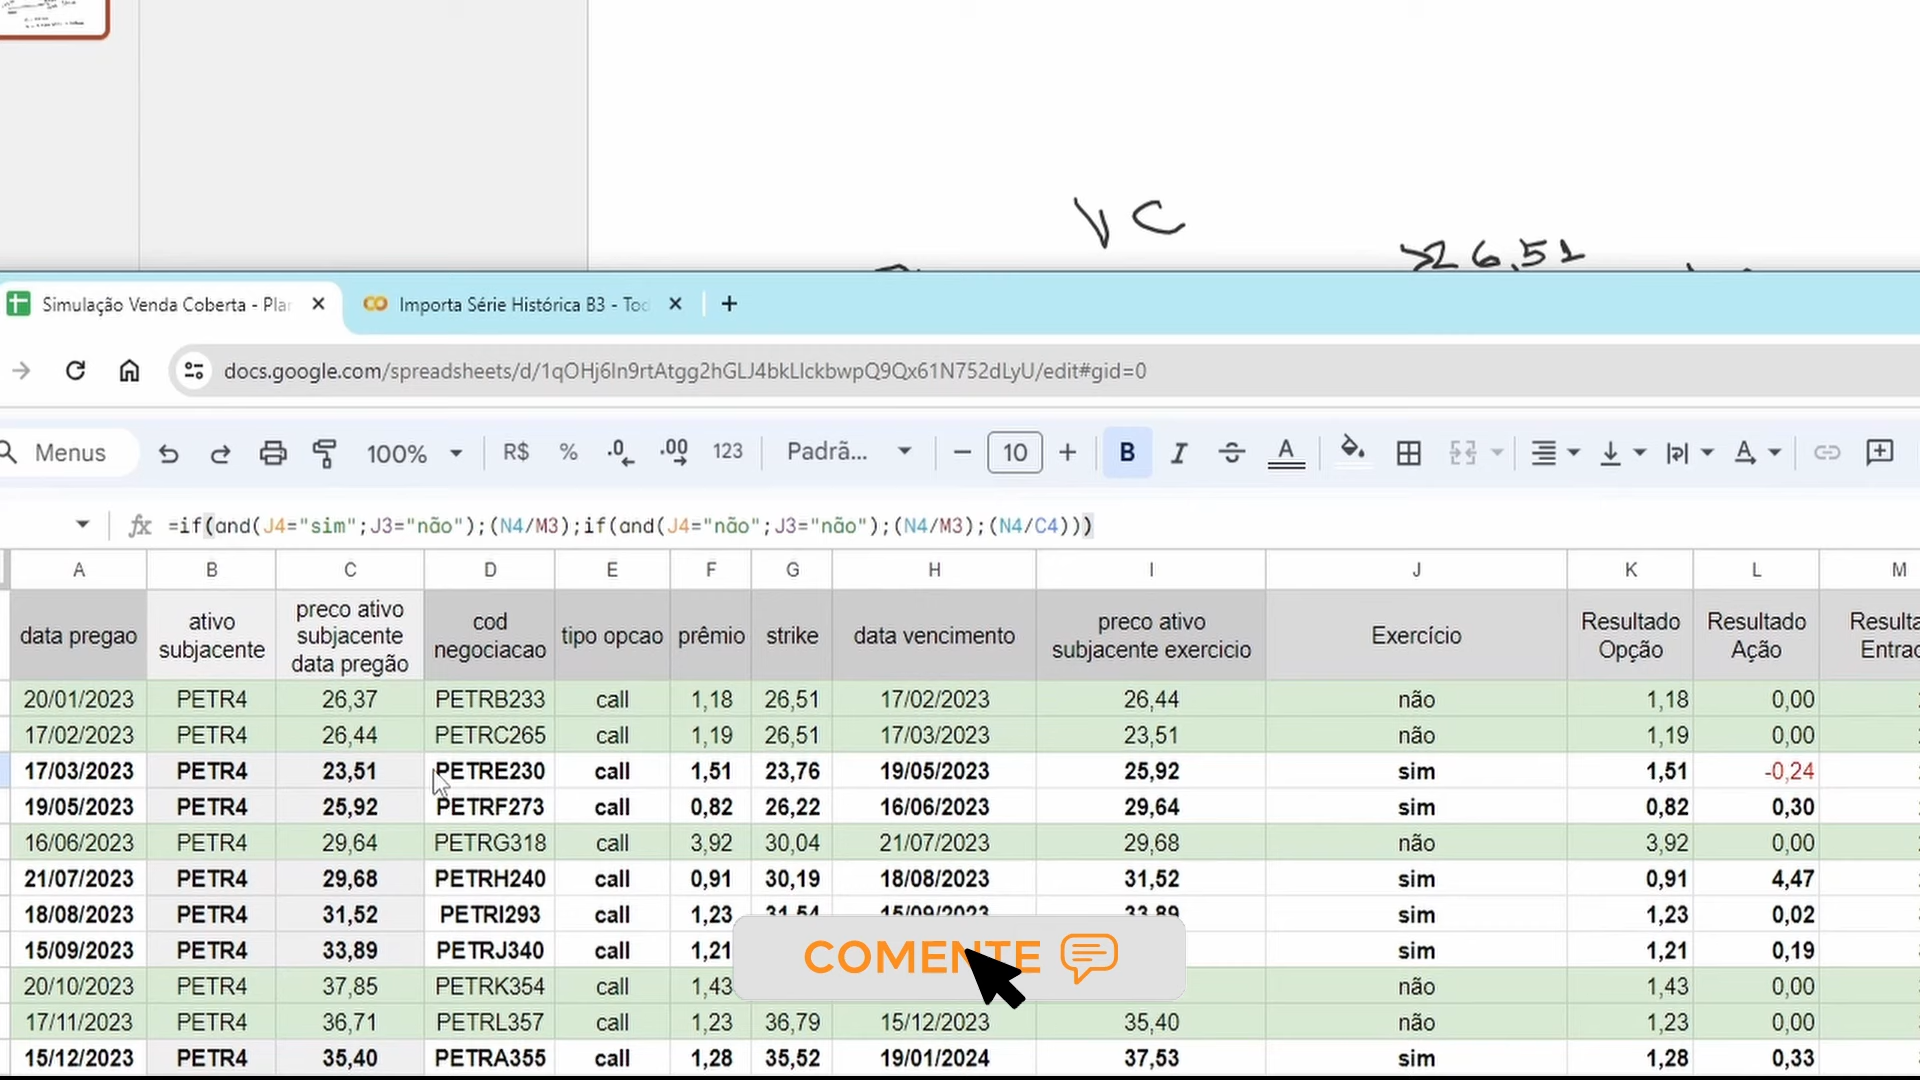 V C
26,51
Simulação Venda Coberta - Plan
Importa Série Histórica B3 - Tod
docs.google.com/spreadsheets/d/1qOHj6In9rtAtgg2hGLJ4bkLIckbwpQ9Qx61N752dLyU/edit#gid=0
Menus 100% R$ % .0 .00 123 Padrã... 10 B I S A A
fx =if(and(J4="sim";J3="não");(N4/M3);if(and(J4="não";J3="não");(N4/M3);(N4/C4)))
A B C D E F G H I J K L M
data pregao ativo subjacente preco ativo subjacente data pregão cod negociacao tipo opcao prêmio strike data vencimento preco ativo subjacente exercicio Exercício Resultado Opção Resultado Ação Resulta Entrac
20/01/2023 PETR4 26,37 PETRB233 call 1,18 26,51 17/02/2023 26,44 não 1,18 0,00
17/02/2023 PETR4 26,44 PETRC265 call 1,19 26,51 17/03/2023 23,51 não 1,19 0,00
17/03/2023 PETR4 23,51 PETRE230 call 1,51 23,76 19/05/2023 25,92 sim 1,51 -0,24
19/05/2023 PETR4 25,92 PETRF273 call 0,82 26,22 16/06/2023 29,64 sim 0,82 0,30
16/06/2023 PETR4 29,64 PETRG318 call 3,92 30,04 21/07/2023 29,68 não 3,92 0,00
21/07/2023 PETR4 29,68 PETRH240 call 0,91 30,19 18/08/2023 31,52 sim 0,91 4,47
18/08/2023 PETR4 31,52 PETRI293 call 1,23 31,54 15/09/2023 33,89 sim 1,23 0,02
15/09/2023 PETR4 33,89 PETRJ340 call 1,21 sim 1,21 0,19
20/10/2023 PETR4 37,85 PETRK354 call 1,43 não 1,43 0,00
17/11/2023 PETR4 36,71 PETRL357 call 1,23 36,79 15/12/2023 35,40 não 1,23 0,00
15/12/2023 PETR4 35,40 PETRA355 call 1,28 35,52 19/01/2024 37,53 sim 1,28 0,33
COMENTE